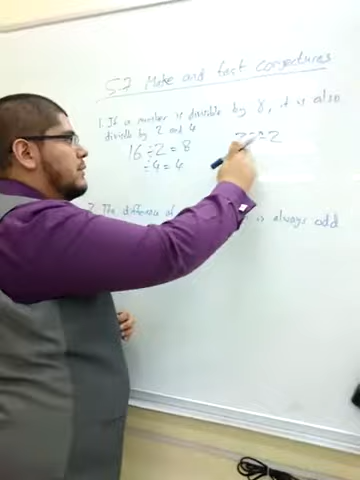 5.7 Make and test conjectures
1. If a number is divisible by 8, it is also
divisible by 2 and 4
16 ÷ 2 = 8
÷ 4 = 4
÷ 2
2. The difference of
is always odd